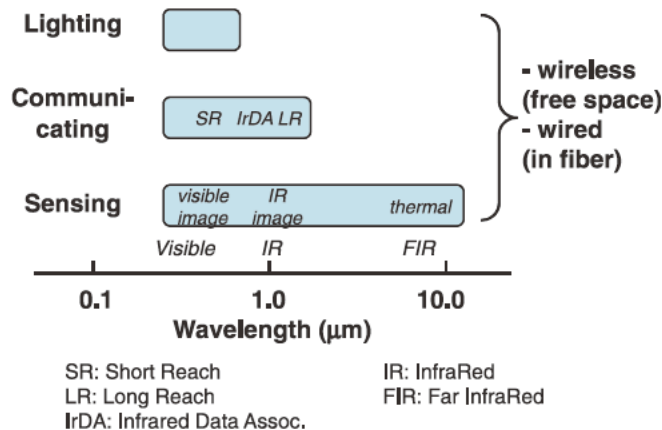 Lighting
Communi-
cating
SR IrDA LR
Sensing
visible
image
IR
image
thermal
- wireless
(free space)
- wired
(in fiber)
Visible IR FIR
0.1 1.0 10.0
Wavelength (μm)
SR: Short Reach
LR: Long Reach
IrDA: Infrared Data Assoc.
IR: InfraRed
FIR: Far InfraRed